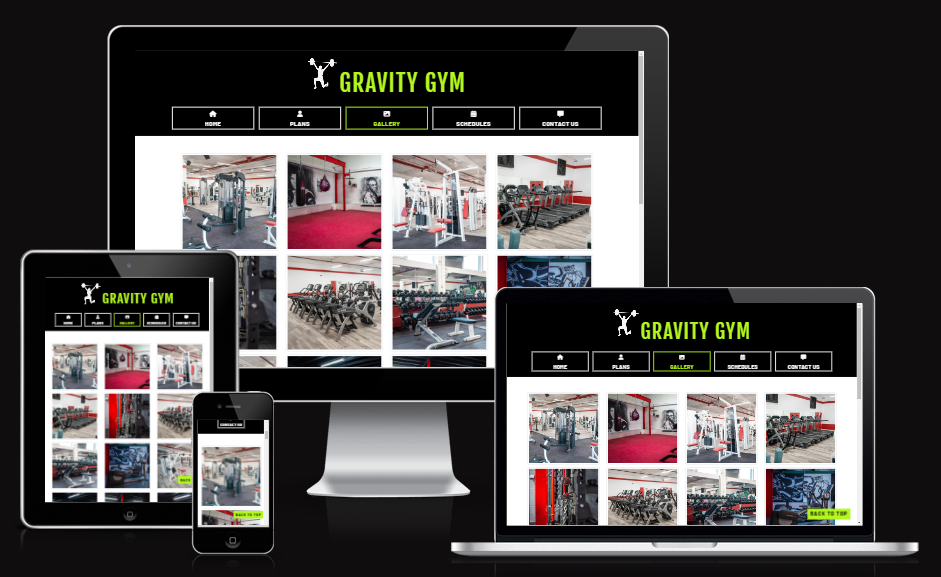 GRAVITY GYM
HOME PLANS GALLERY SCHEDULES CONTACT US
GRAVITY GYM
HOME PLANS GALLERY SCHEDULES CONTACT US
BACK
CONTACT US
BACK TO TOP
GRAVITY GYM
HOME PLANS GALLERY SCHEDULES CONTACT US
BACK TO TOP